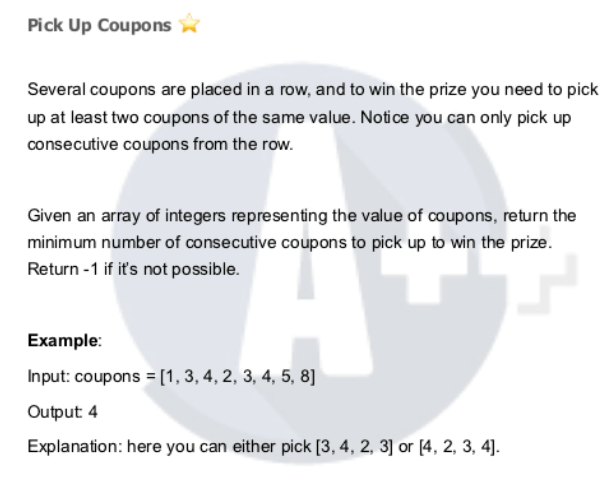 Pick Up Coupons ⭐
Several coupons are placed in a row, and to win the prize you need to pick
up at least two coupons of the same value. Notice you can only pick up
consecutive coupons from the row.
Given an array of integers representing the value of coupons, return the
minimum number of consecutive coupons to pick up to win the prize.
Return -1 if it's not possible.
Example:
Input: coupons = [1, 3, 4, 2, 3, 4, 5, 8]
Output: 4
Explanation: here you can either pick [3, 4, 2, 3] or [4, 2, 3, 4].
A++